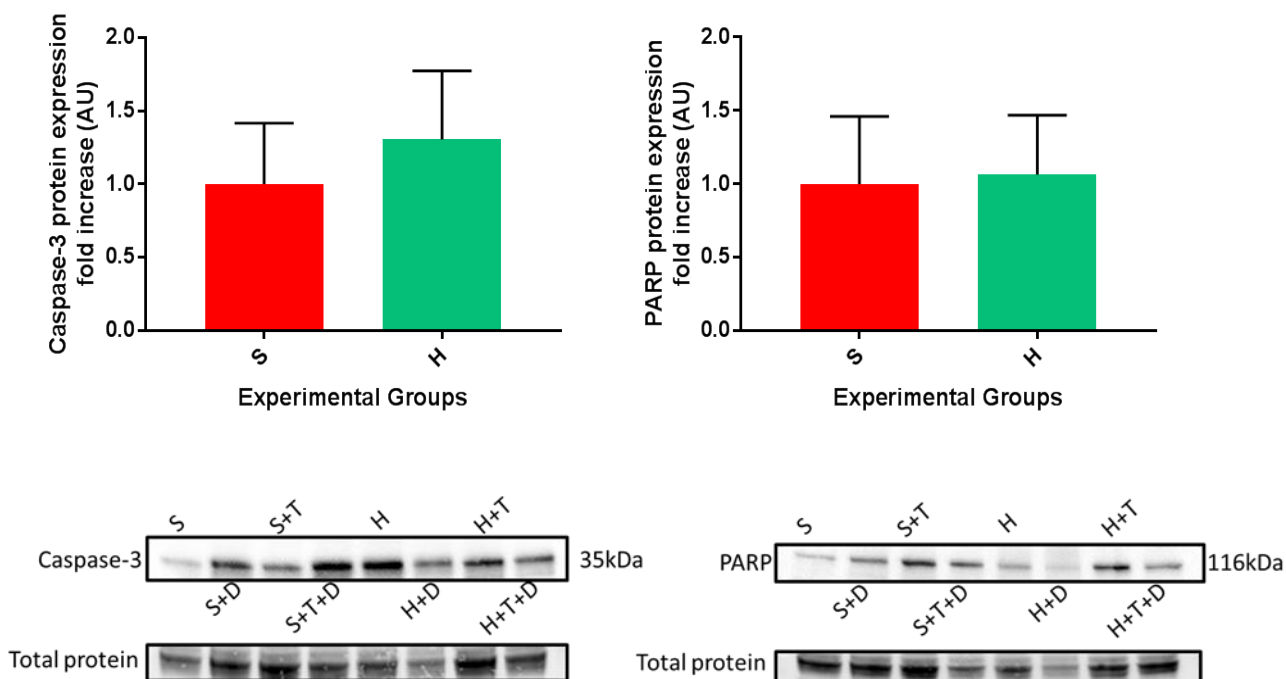 Caspase-3 protein expression
fold increase (AU)
2.0
1.5
1.0
0.5
0.0
S
H
Experimental Groups
PARP protein expression
fold increase (AU)
2.0
1.5
1.0
0.5
0.0
S
H
Experimental Groups
S
S+T
H
H+T
Caspase-3
35kDa
S+D
S+T+D
H+D
H+T+D
Total protein
S
S+T
H
H+T
PARP
116kDa
S+D
S+T+D
H+D
H+T+D
Total protein